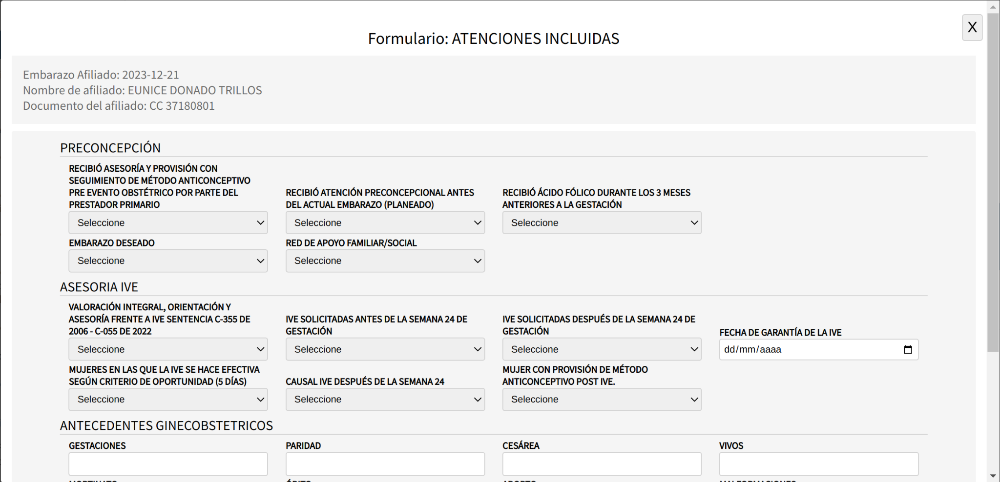 X
Formulario: ATENCIONES INCLUIDAS
Embarazo Afiliado: 2023-12-21
Nombre de afiliado: EUNICE DONADO TRILLOS
Documento del afiliado: CC 37180801
PRECONCEPCIÓN
RECIBIÓ ASESORÍA Y PROVISIÓN CON
SEGUIMIENTO DE MÉTODO ANTICONCEPTIVO
PRE EVENTO OBSTÉTRICO POR PARTE DEL
PRESTADOR PRIMARIO
Seleccione
RECIBIÓ ATENCIÓN PRECONCEPCIONAL ANTES
DEL ACTUAL EMBARAZO (PLANEADO)
Seleccione
RECIBIÓ ÁCIDO FÓLICO DURANTE LOS 3 MESES
ANTERIORES A LA GESTACIÓN
Seleccione
EMBARAZO DESEADO
Seleccione
RED DE APOYO FAMILIAR/SOCIAL
Seleccione
ASESORIA IVE
VALORACIÓN INTEGRAL, ORIENTACIÓN Y
ASESORÍA FRENTE A IVE SENTENCIA C-355 DE
2006 - C-055 DE 2022
Seleccione
IVE SOLICITADAS ANTES DE LA SEMANA 24 DE
GESTACIÓN
Seleccione
IVE SOLICITADAS DESPUÉS DE LA SEMANA 24 DE
GESTACIÓN
Seleccione
FECHA DE GARANTÍA DE LA IVE
dd/mm/aaaa
MUJERES EN LAS QUE LA IVE SE HACE EFECTIVA
SEGÚN CRITERIO DE OPORTUNIDAD (5 DÍAS)
Seleccione
CAUSAL IVE DESPUÉS DE LA SEMANA 24
Seleccione
MUJER CON PROVISIÓN DE MÉTODO
ANTICONCEPTIVO POST IVE.
Seleccione
ANTECEDENTES GINECOBSTETRICOS
GESTACIONES
PARIDAD
CESÁREA
VIVOS